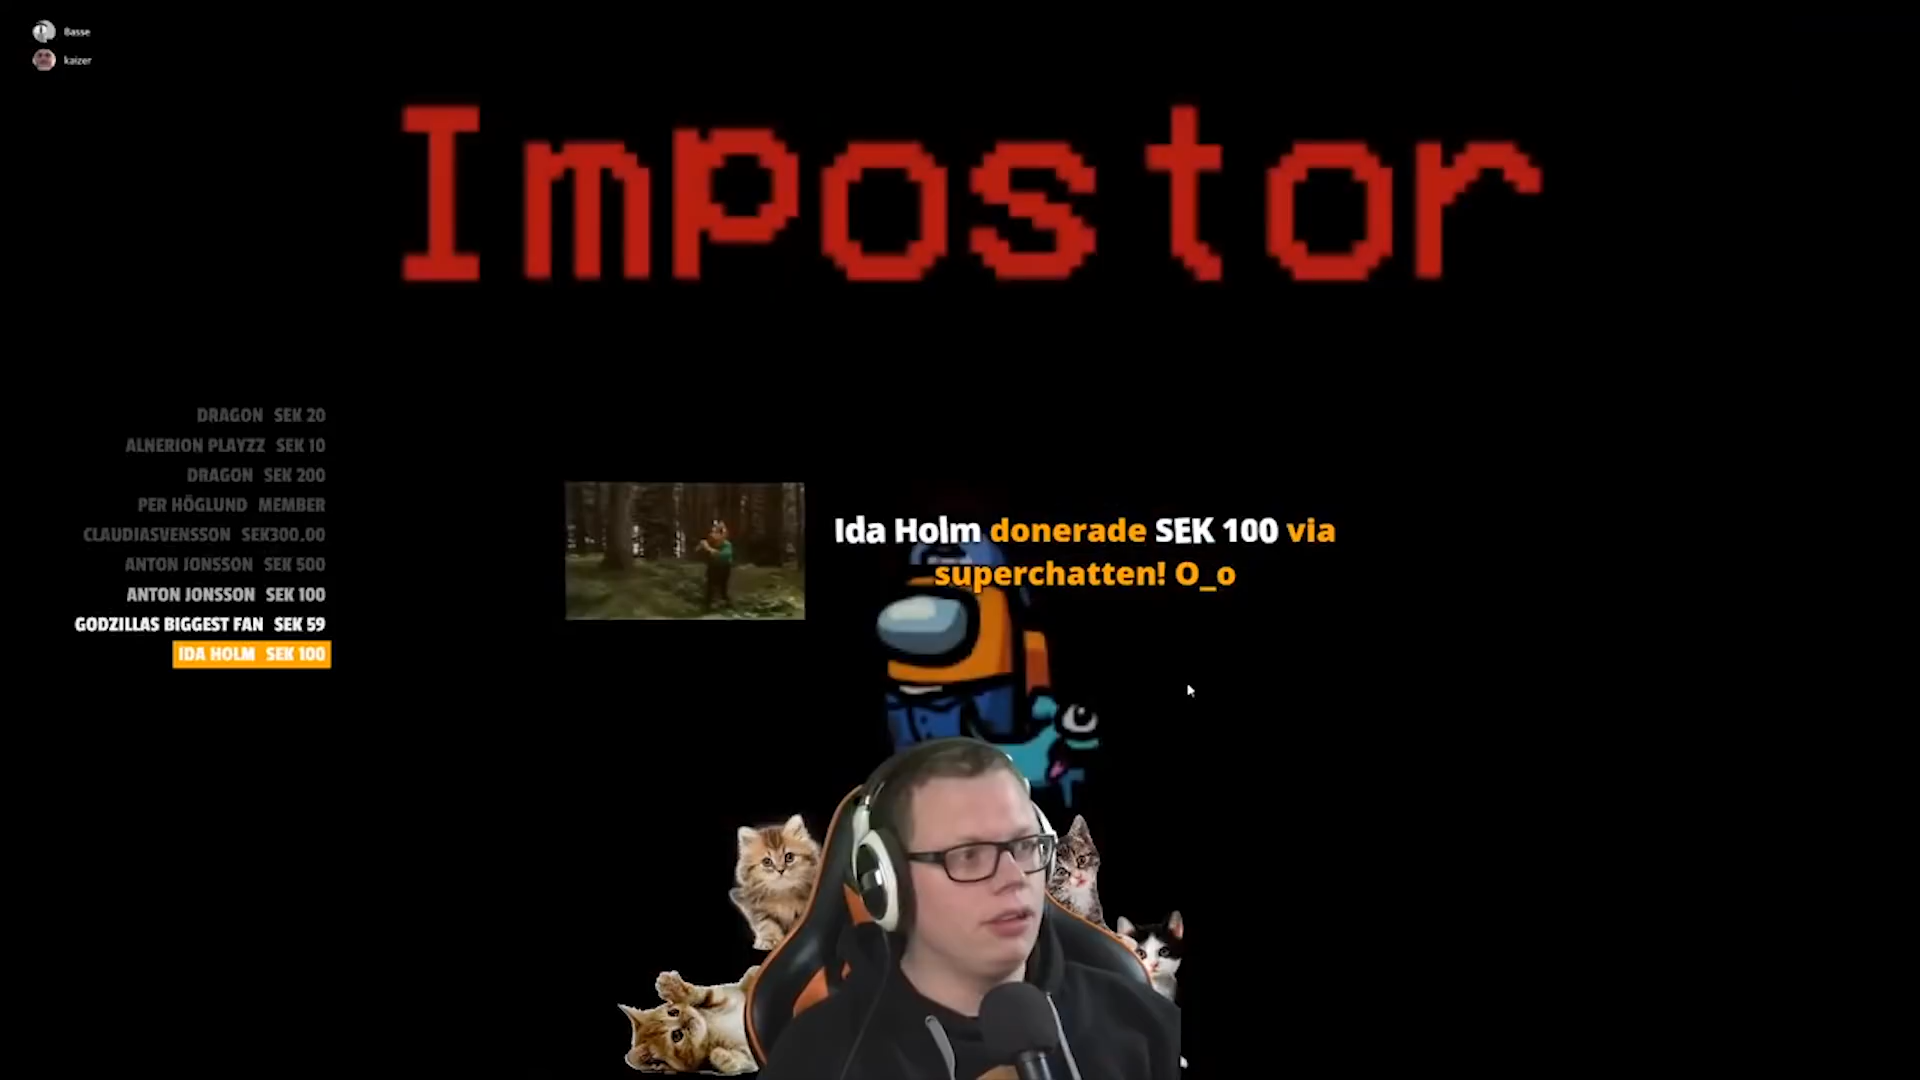 Basse
kaizer
Impostor
DRAGON SEK 20
ALNERION PLAYZZ SEK 10
DRAGON SEK 200
PER HÖGLUND MEMBER
CLAUDIASVENSSON SEK300.00
ANTON JONSSON SEK 500
ANTON JONSSON SEK 100
GODZILLAS BIGGEST FAN SEK 59
IDA HOLM SEK 100
Ida Holm donerade SEK 100 via
superchatten! O_o